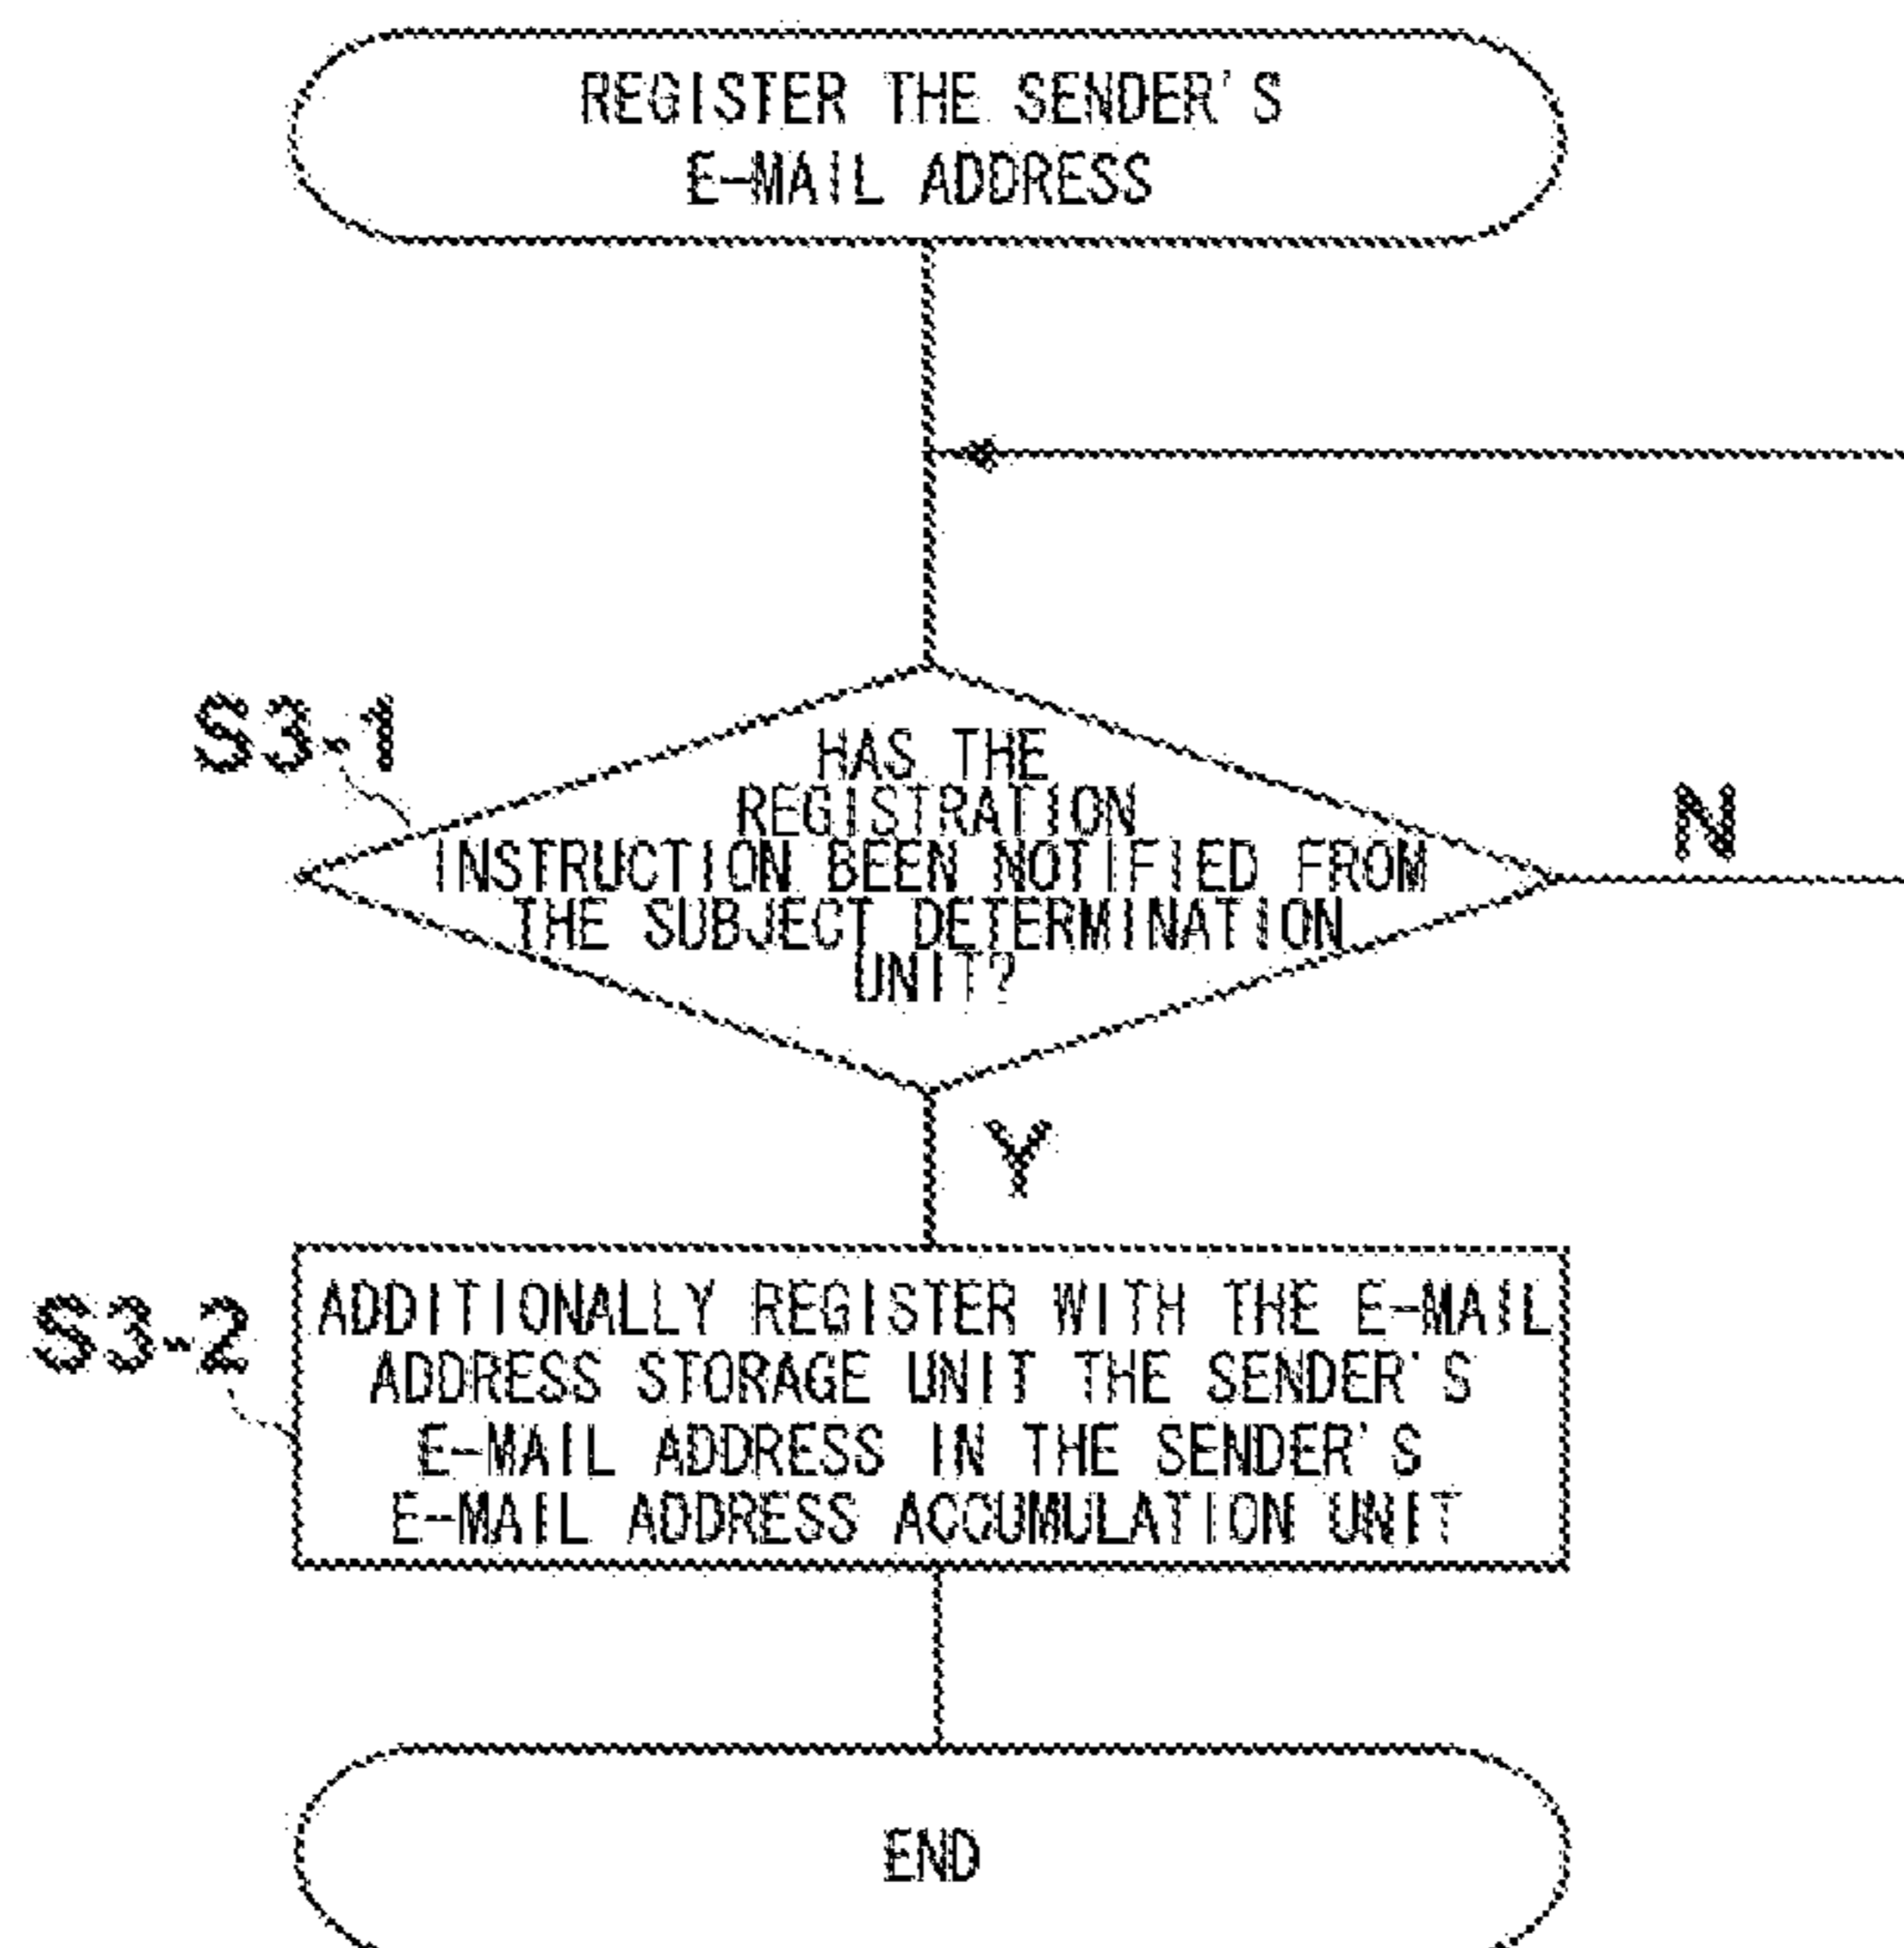 REGISTER THE SENDER'S
E-MAIL ADDRESS
S3-1
HAS THE
REGISTRATION
INSTRUCTION BEEN NOTIFIED FROM
THE SUBJECT DETERMINATION
UNIT?
N
Y
S3-2
ADDITIONALLY REGISTER WITH THE E-MAIL
ADDRESS STORAGE UNIT THE SENDER'S
E-MAIL ADDRESS IN THE SENDER'S
E-MAIL ADDRESS ACCUMULATION UNIT
END